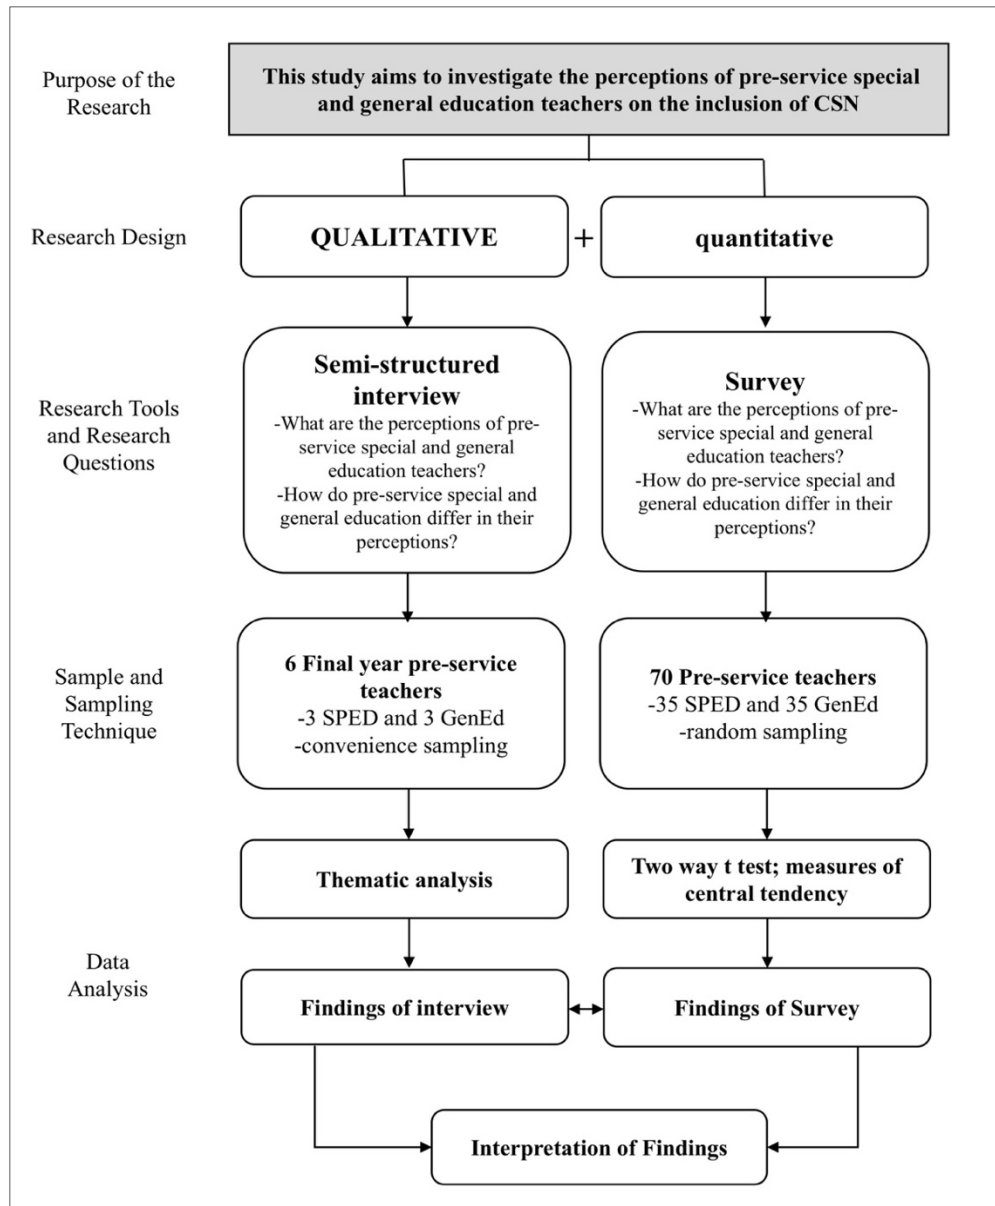 Purpose of the
Research
This study aims to investigate the perceptions of pre-service special
and general education teachers on the inclusion of CSN
Research Design
QUALITATIVE
+
quantitative
Research Tools
and Research
Questions
Semi-structured
interview
-What are the perceptions of pre-
service special and general
education teachers?
-How do pre-service special and
general education differ in their
perceptions?
Survey
-What are the perceptions of pre-
service special and general
education teachers?
-How do pre-service special and
general education differ in their
perceptions?
Sample and
Sampling
Technique
6 Final year pre-service
teachers
-3 SPED and 3 GenEd
-convenience sampling
70 Pre-service teachers
-35 SPED and 35 GenEd
-random sampling
Thematic analysis
Two way t test; measures of
central tendency
Data
Analysis
Findings of interview
Findings of Survey
Interpretation of Findings